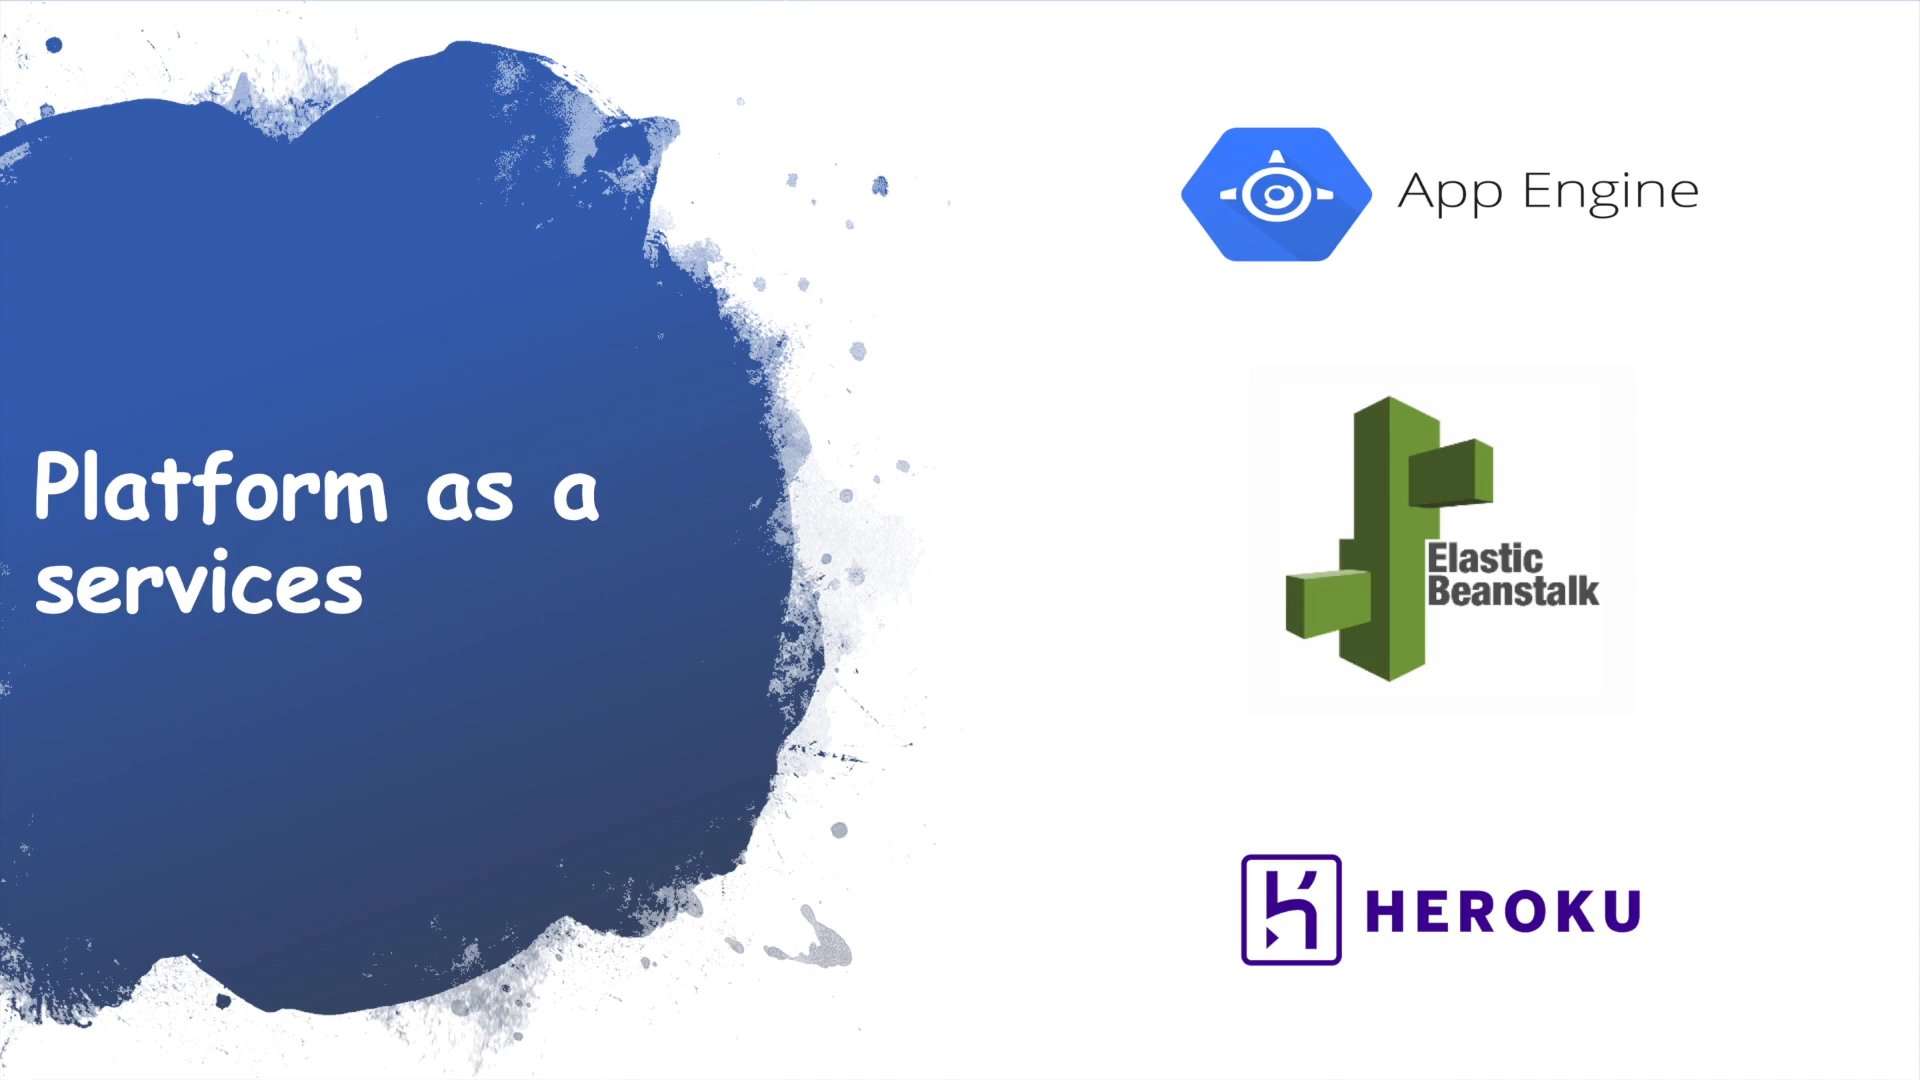 Platform as a
services
App Engine
Elastic
Beanstalk
HEROKU